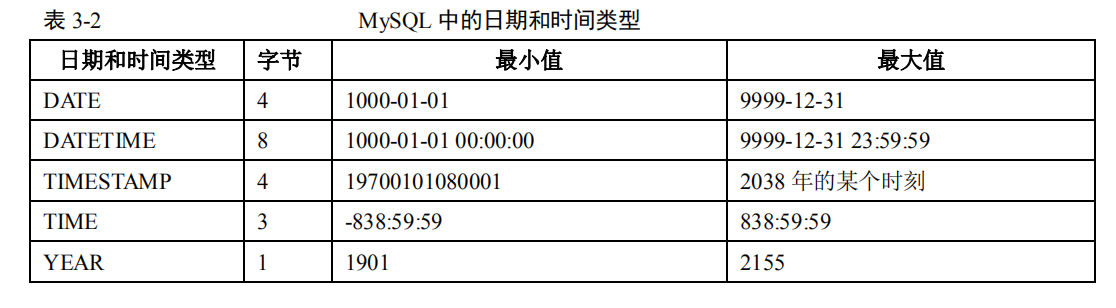 表 3-2 MySQL 中的日期和时间类型
日期和时间类型 字节 最小值 最大值
DATE 4 1000-01-01 9999-12-31
DATETIME 8 1000-01-01 00:00:00 9999-12-31 23:59:59
TIMESTAMP 4 19700101080001 2038 年的某个时刻
TIME 3 -838:59:59 838:59:59
YEAR 1 1901 2155